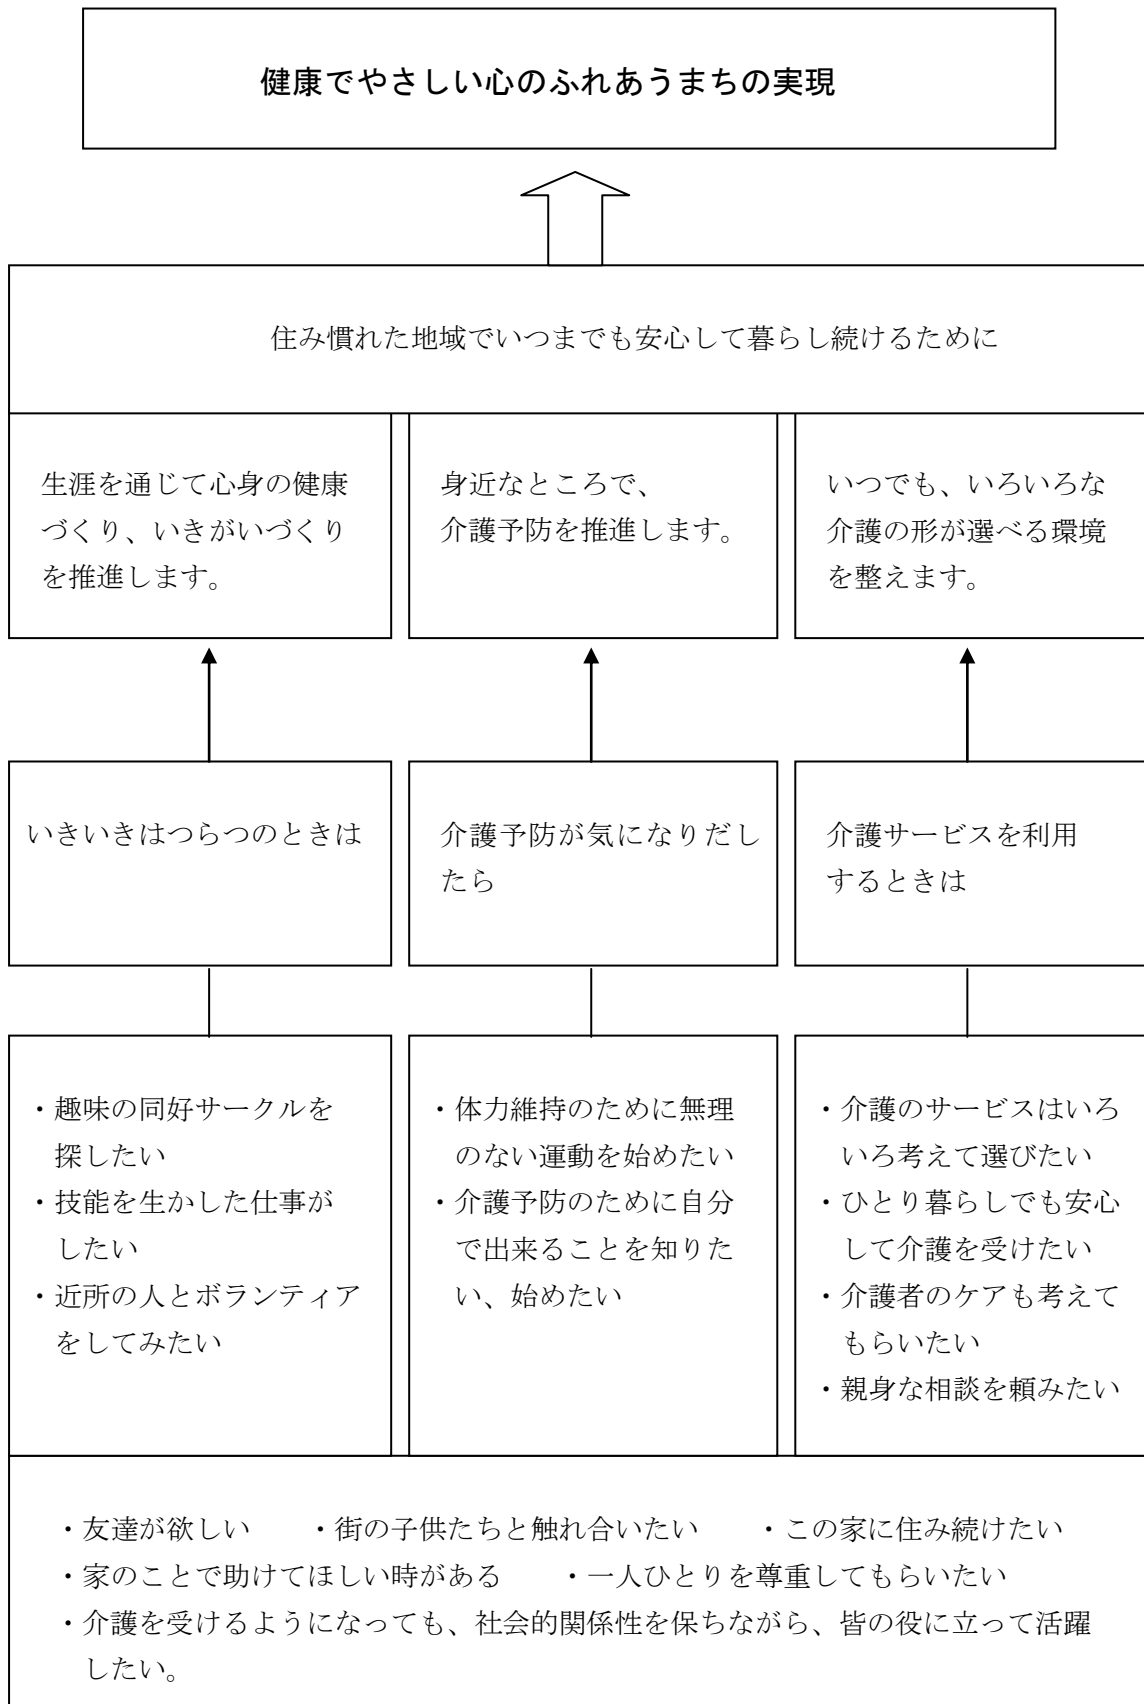 健康でやさしい心のふれあうまちの実現
住み慣れた地域でいつまでも安心して暮らし続けるために
生涯を通じて心身の健康
づくり、いきがいづくり
を推進します。
身近なところで、
介護予防を推進します。
いつでも、いろいろな
介護の形が選べる環境
を整えます。
いきいきはつらつのときは
介護予防が気になりだし
たら
介護サービスを利用
するときは
・趣味の同好サークルを
探したい
・技能を生かした仕事が
したい
・近所の人とボランティア
をしてみたい
・体力維持のために無理
のない運動を始めたい
・介護予防のために自分
で出来ることを知りた
い、始めたい
・介護のサービスはいろ
いろ考えて選びたい
・ひとり暮らしでも安心
して介護を受けたい
・介護者のケアも考えて
もらいたい
・親身な相談を頼みたい
・友達が欲しい　・街の子供たちと触れ合いたい　・この家に住み続けたい
・家のことで助けてほしい時がある　・一人ひとりを尊重してもらいたい
・介護を受けるようになっても、社会的関係性を保ちながら、皆の役に立って活躍
したい。